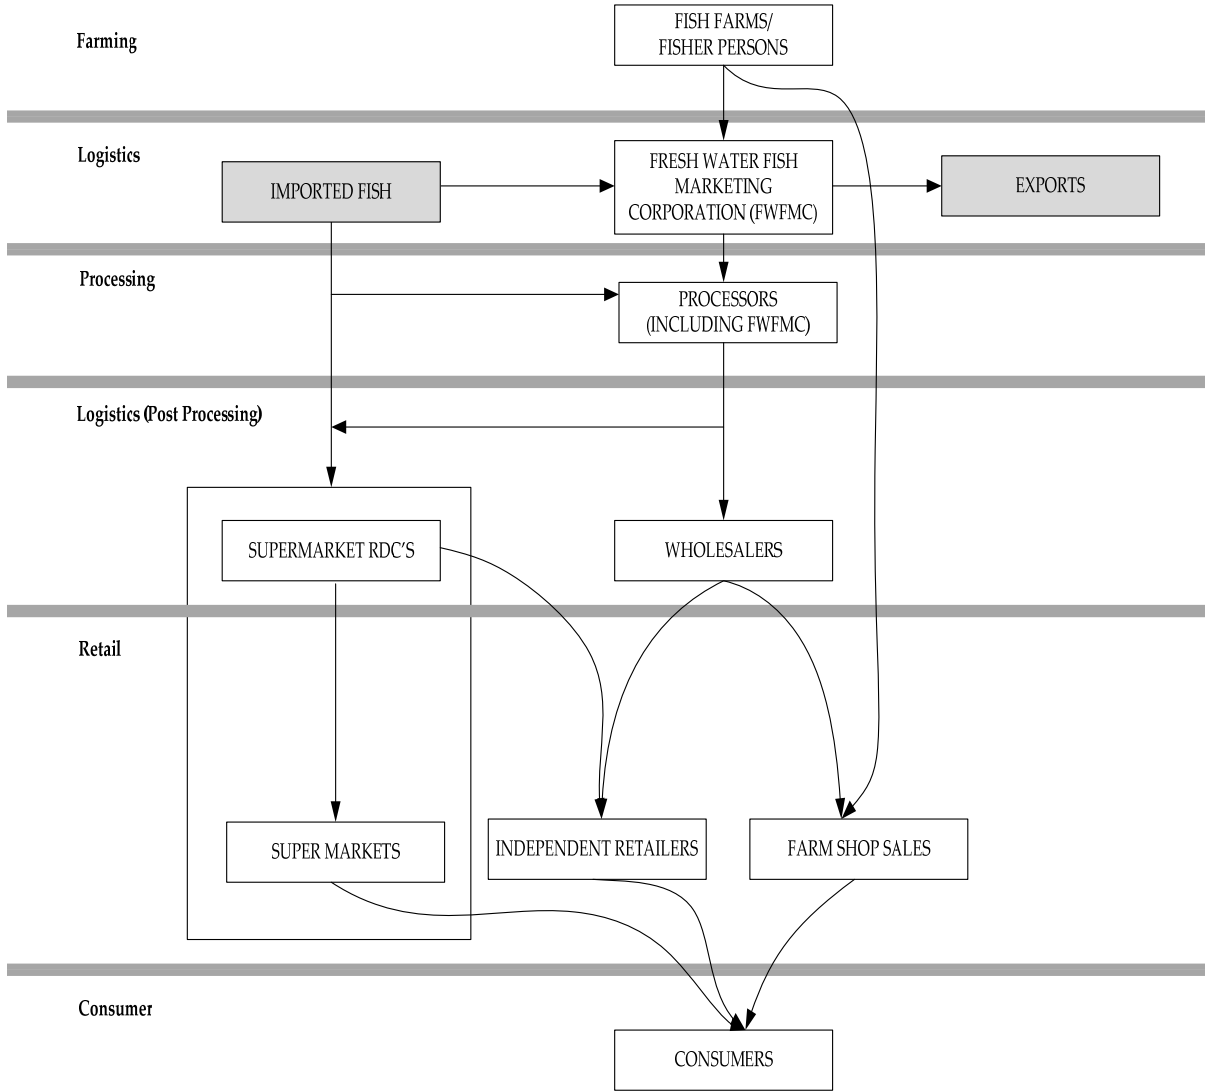 Farming
FISH FARMS/
FISHER PERSONS
Logistics
IMPORTED FISH
FRESH WATER FISH
MARKETING
CORPORATION (FWFMC)
EXPORTS
Processing
PROCESSORS
(INCLUDING FWFMC)
Logistics (Post Processing)
SUPERMARKET RDC'S
WHOLESALERS
Retail
SUPER MARKETS
INDEPENDENT RETAILERS
FARM SHOP SALES
Consumer
CONSUMERS